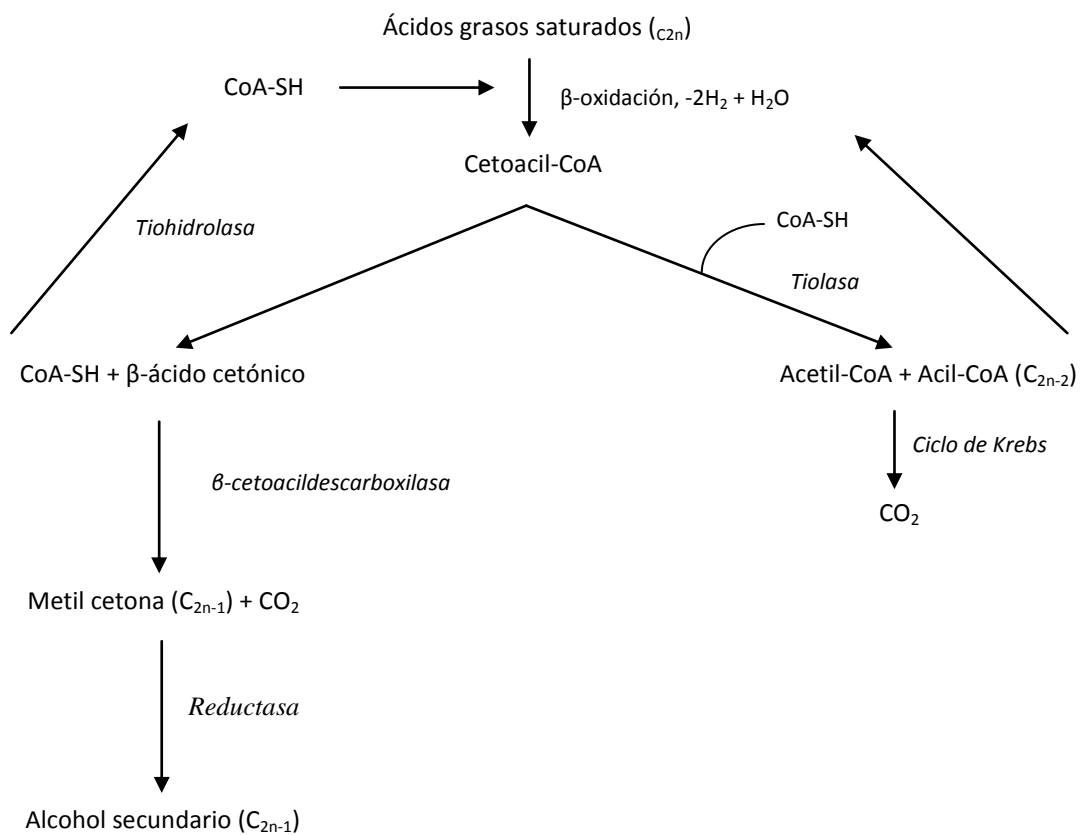 Ácidos grasos saturados (C2n)
CoA-SH
β-oxidación, -2H₂ + H₂O
Cetoacil-CoA
Tiohidrolasa
CoA-SH
Tiolasa
CoA-SH + β-ácido cetónico
Acetil-CoA + Acil-CoA (C₂ₙ₋₂)
Ciclo de Krebs
β-cetoacildescarboxilasa
CO₂
Metil cetona (C₂ₙ₋₁) + CO₂
Reductasa
Alcohol secundario (C₂ₙ₋₁)